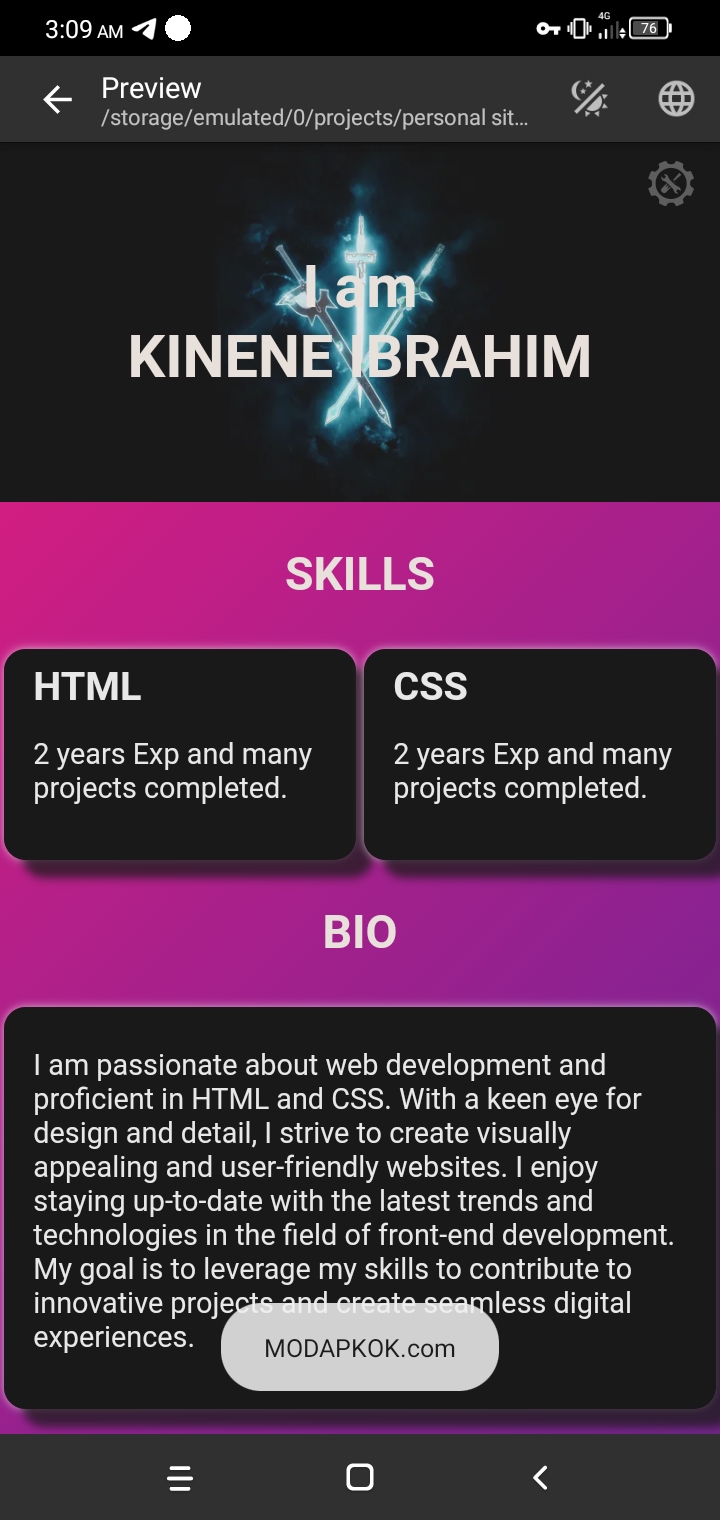 3:09 AM
4G
76
Preview
/storage/emulated/0/projects/personal sit...
I am
KINENE IBRAHIM
SKILLS
HTML
CSS
2 years Exp and many
projects completed.
2 years Exp and many
projects completed.
BIO
I am passionate about web development and
proficient in HTML and CSS. With a keen eye for
design and detail, I strive to create visually
appealing and user-friendly websites. I enjoy
staying up-to-date with the latest trends and
technologies in the field of front-end development.
My goal is to leverage my skills to contribute to
innovative projects and create seamless digital
experiences.
MODAPKOK.com